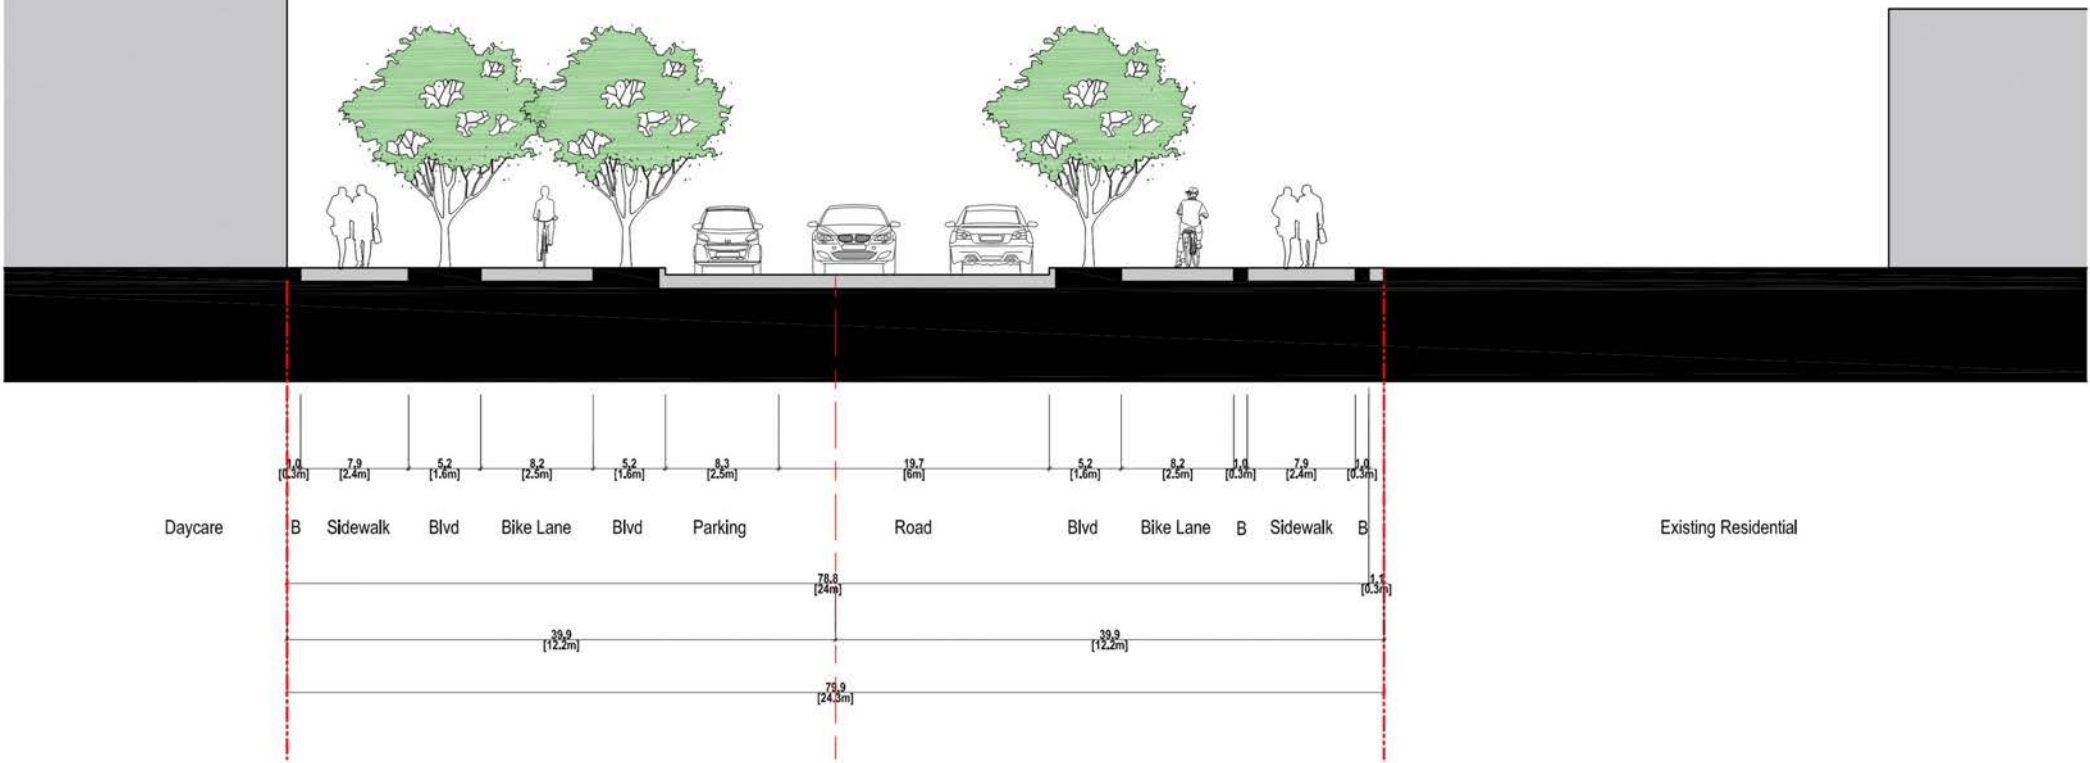 1,0 7,9 5,2 8,2 5,2 8,3 19,7 5,2 8,2 1,0 7,9 1,0
[0.3m] [2.4m] [1.6m] [2.5m] [1.6m] [2.5m] [6m] [1.6m] [2.5m] [0.3m] [2.4m] [0.3m]
Daycare B Sidewalk Blvd Bike Lane Blvd Parking Road Blvd Bike Lane B Sidewalk B Existing Residential
78,8 1,1
[24m] [0.3m]
39,9 39,9
[12.2m] [12.2m]
79,9
[24.3m]